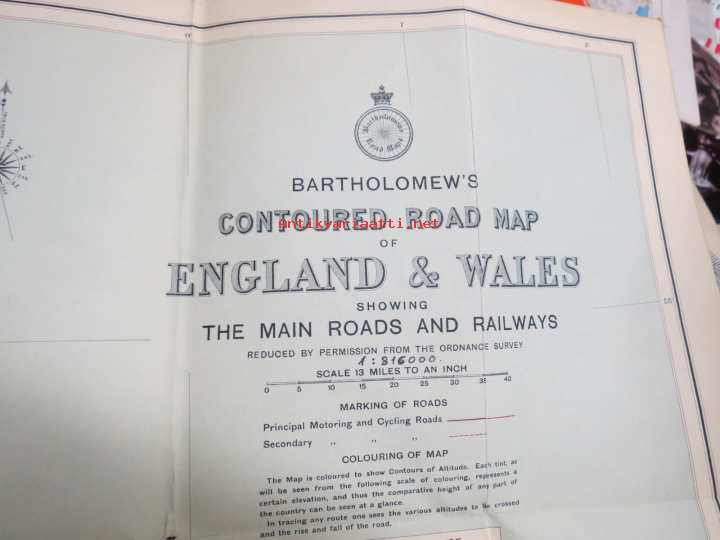 Bartholomew's
Road Maps
BARTHOLOMEW'S
CONTOURED ROAD MAP
Antikvariaatti.net
OF
ENGLAND & WALES
SHOWING
THE MAIN ROADS AND RAILWAYS
REDUCED BY PERMISSION FROM THE ORDNANCE SURVEY
1:816000.
SCALE 13 MILES TO AN INCH
0 5 10 15 20 25 30 35 40
MARKING OF ROADS
Principal Motoring and Cycling Roads
Secondary " " "
COLOURING OF MAP
The Map is coloured to show Contours of Altitude. Each tint, as
will be seen from the following scale of colouring, represents a
certain elevation, and thus the comparative height of any part of
the country can be seen at a glance.
In tracing any route one sees the various altitudes to be crossed
and the rise and fall of the road.
55